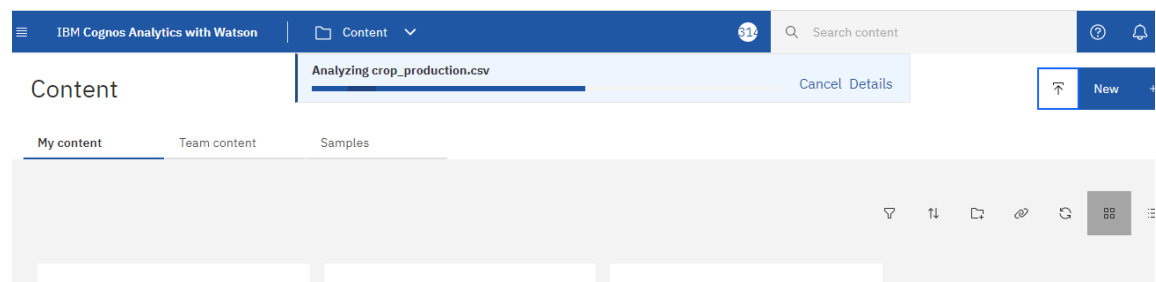 IBM Cognos Analytics with Watson
Content
314
Search content
Analyzing crop_production.csv
Cancel Details
Content
New
My content
Team content
Samples